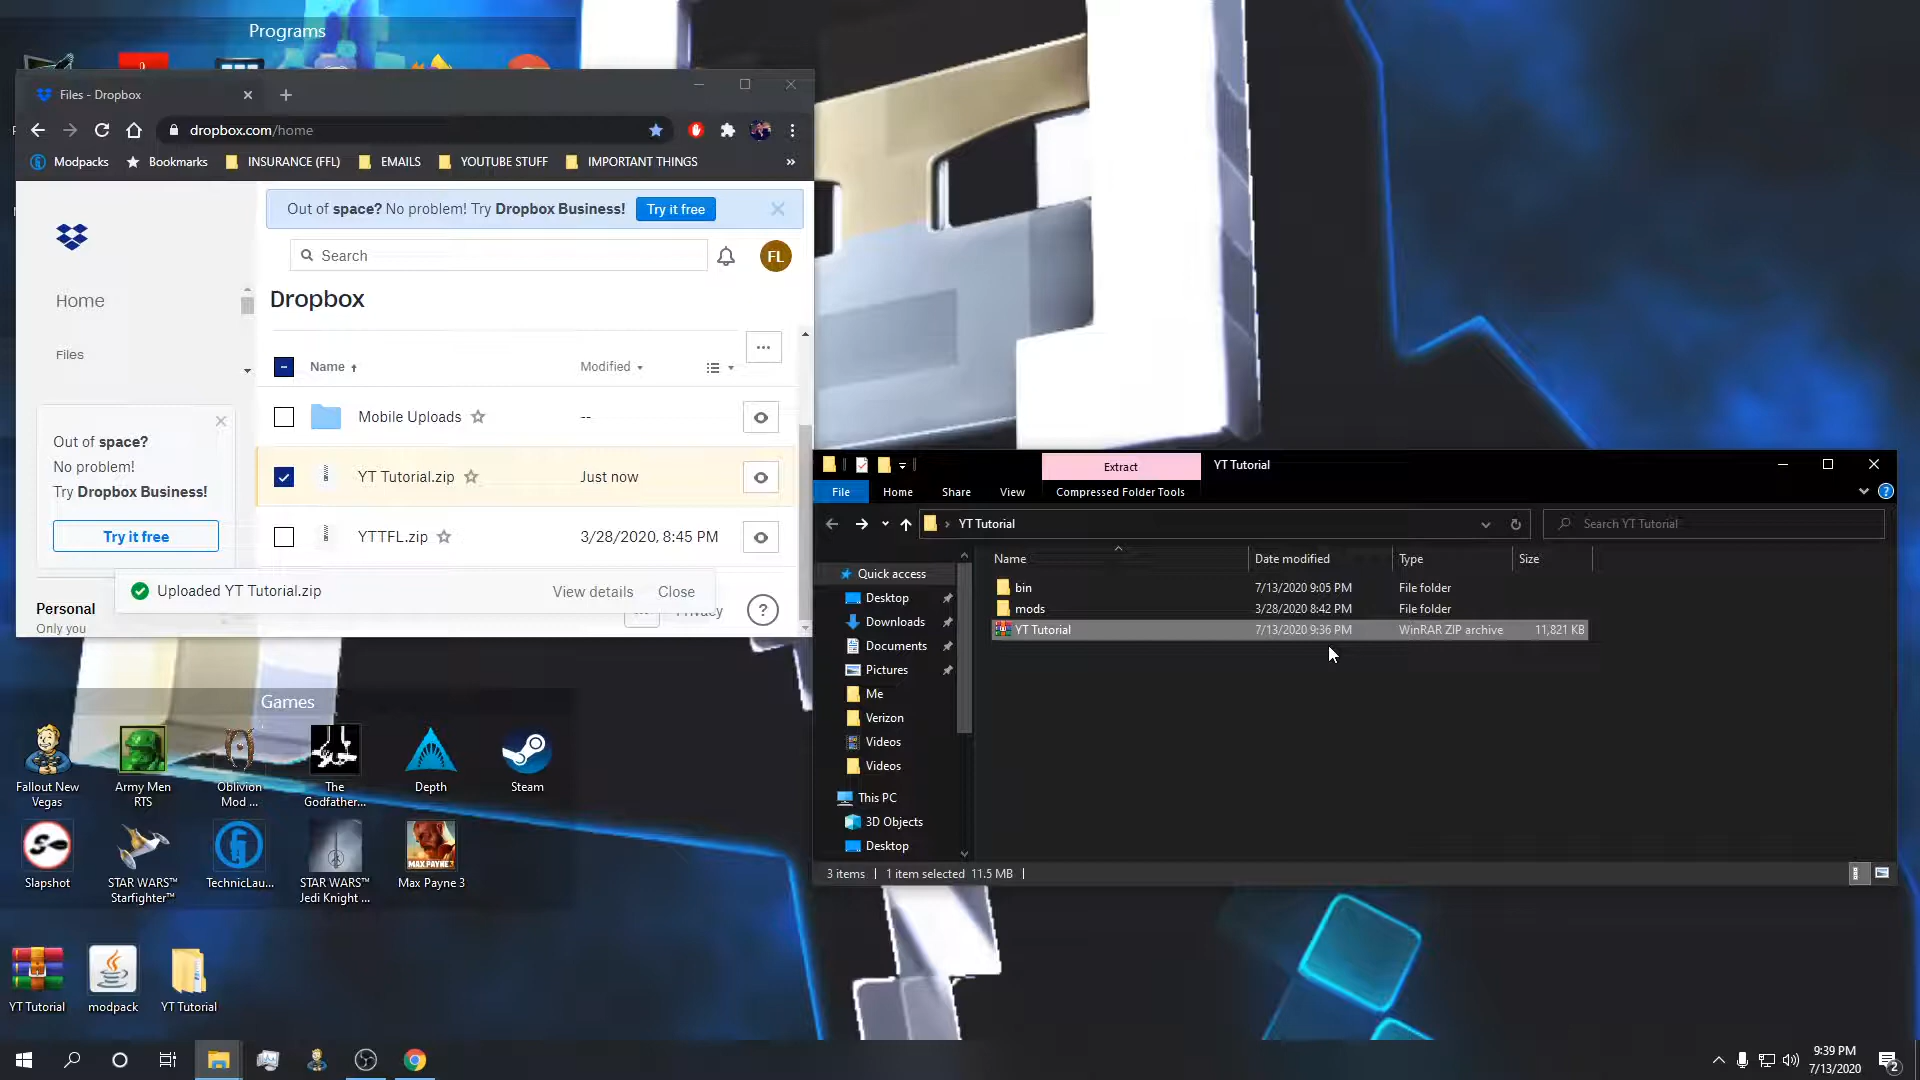 Programs
Files - Dropbox
dropbox.com/home
Modpacks
Bookmarks
INSURANCE (FFL)
EMAILS
YOUTUBE STUFF
IMPORTANT THINGS
»
Out of space? No problem! Try Dropbox Business!
Try it free
Search
FL
Dropbox
Home
Files
Name
Modified
Mobile Uploads
--
YT Tutorial.zip
Just now
YTTFL.zip
3/28/2020, 8:45 PM
Out of space?
No problem!
Try Dropbox Business!
Try it free
Uploaded YT Tutorial.zip
View details
Close
Personal
Only you
Privacy
?
Extract
YT Tutorial
File
Home
Share
View
Compressed Folder Tools
YT Tutorial
Search YT Tutorial
Name
Date modified
Type
Size
Quick access
Desktop
Downloads
Documents
Pictures
Me
Verizon
Videos
Videos
This PC
3D Objects
Desktop
bin
7/13/2020 9:05 PM
File folder
mods
3/28/2020 8:42 PM
File folder
YT Tutorial
7/13/2020 9:36 PM
WinRAR ZIP archive
11,821 KB
3 items
1 item selected 11.5 MB
Games
Fallout New
Vegas
Army Men
RTS
Oblivion
Mod ...
The
Godfather...
Depth
Steam
Slapshot
STAR WARS™
Starfighter™
TechnicLau...
STAR WARS™
Jedi Knight ...
MAX PAYNE 3
Max Payne 3
YT Tutorial
modpack
YT Tutorial
9:39 PM
7/13/2020
2